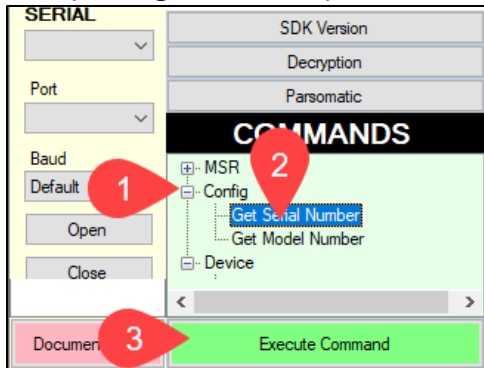 SERIAL
Port
Baud
Default
Open
Close
SDK Version
Decryption
Parsomatic
COMMANDS
MSR
Config
Get Serial Number
Get Model Number
Device
1
2
3
Execute Command